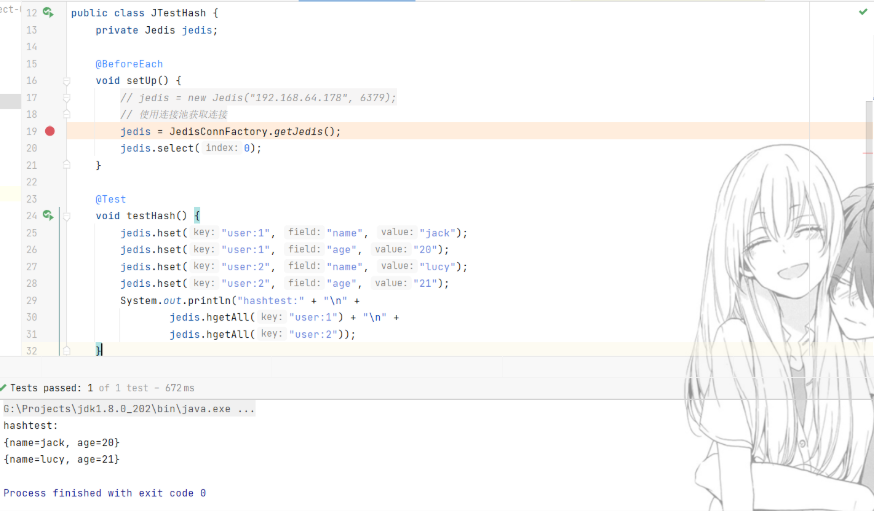 12 public class JTestHash {
13 private Jedis jedis;
14
15 @BeforeEach
16 void setUp() {
17 // jedis = new Jedis("192.168.64.178", 6379);
18 // 使用连接池获取连接
19 jedis = JedisConnFactory.getJedis();
20 jedis.select( index: 0);
21 }
22
23 @Test
24 void testHash() {
25 jedis.hset( key: "user:1", field: "name", value: "jack");
26 jedis.hset( key: "user:1", field: "age", value: "20");
27 jedis.hset( key: "user:2", field: "name", value: "lucy");
28 jedis.hset( key: "user:2", field: "age", value: "21");
29 System.out.println("hashtest:" + "\n" +
30 jedis.hgetAll( key: "user:1") + "\n" +
31 jedis.hgetAll( key: "user:2"));
32 }
Tests passed: 1 of 1 test – 672 ms
G:\Projects\jdk1.8.0_202\bin\java.exe ...
hashtest:
{name=jack, age=20}
{name=lucy, age=21}
Process finished with exit code 0